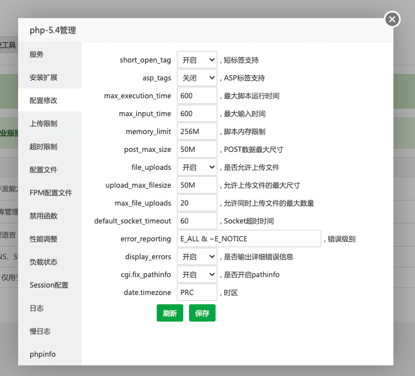 php-5.4管理
服务
安装扩展
配置修改
上传限制
超时限制
配置文件
FPM配置文件
禁用函数
性能调整
负载状态
Session配置
日志
慢日志
phpinfo
short_open_tag 开启 , 短标签支持
asp_tags 关闭 , ASP标签支持
max_execution_time 600 , 最大脚本运行时间
max_input_time 600 , 最大输入时间
memory_limit 256M , 脚本内存限制
post_max_size 50M , POST数据最大尺寸
file_uploads 开启 , 是否允许上传文件
upload_max_filesize 50M , 允许上传文件的最大尺寸
max_file_uploads 20 , 允许同时上传文件的最大数量
default_socket_timeout 60 , Socket超时时间
error_reporting E_ALL & ~E_NOTICE , 错误级别
display_errors 开启 , 是否输出详细错误信息
cgi.fix_pathinfo 开启 , 是否开启pathinfo
date.timezone PRC , 时区
刷新 保存